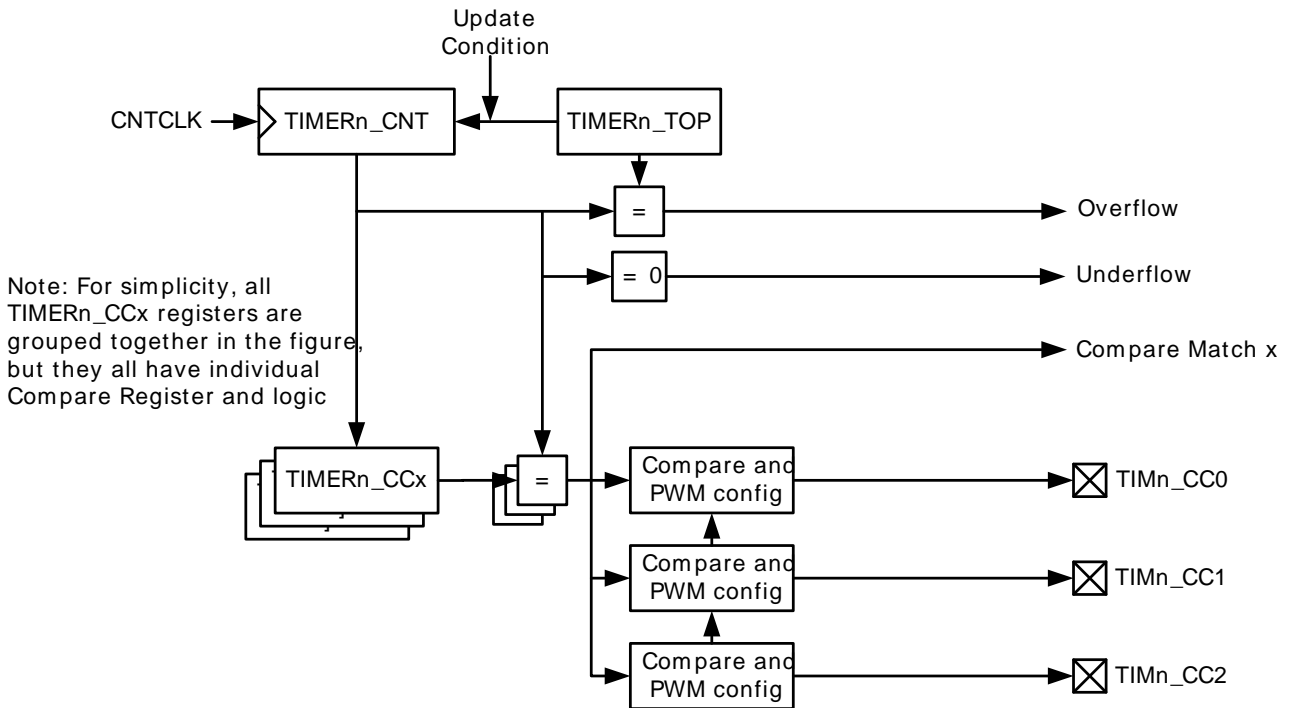 Update
Condition
CNTCLK
TIMERn_CNT
TIMERn_TOP
=
Overflow
= 0
Underflow
Note: For simplicity, all
TIMERn_CCx registers are
grouped together in the figure,
but they all have individual
Compare Register and logic
Compare Match x
TIMERn_CCx
=
Compare and
PWM config
TIMn_CC0
Compare and
PWM config
TIMn_CC1
Compare and
PWM config
TIMn_CC2